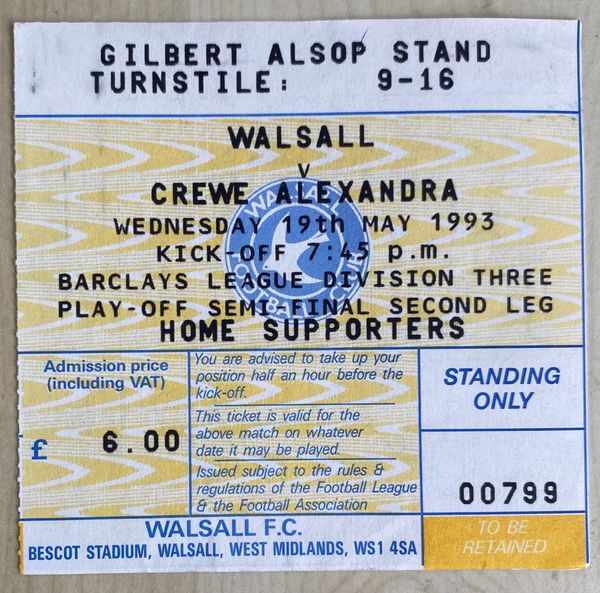 GILBERT ALSOP STAND
TURNSTILE: 9-16
WALSALL
v
CREWE ALEXANDRA
WEDNESDAY 19th MAY 1993
KICK-OFF 7:45 p.m.
BARCLAYS LEAGUE DIVISION THREE
PLAY-OFF SEMI FINAL SECOND LEG
HOME SUPPORTERS
WALSALL
FOOTBALL CLUB
Admission price
(including VAT)
£ 6.00
You are advised to take up your
position half an hour before the
kick-off.
This ticket is valid for the
above match on whatever
date it may be played.
Issued subject to the rules &
regulations of the Football League
& the Football Association
STANDING
ONLY
00799
WALSALL F.C.
BESCOT STADIUM, WALSALL, WEST MIDLANDS, WS1 4SA
TO BE
RETAINED